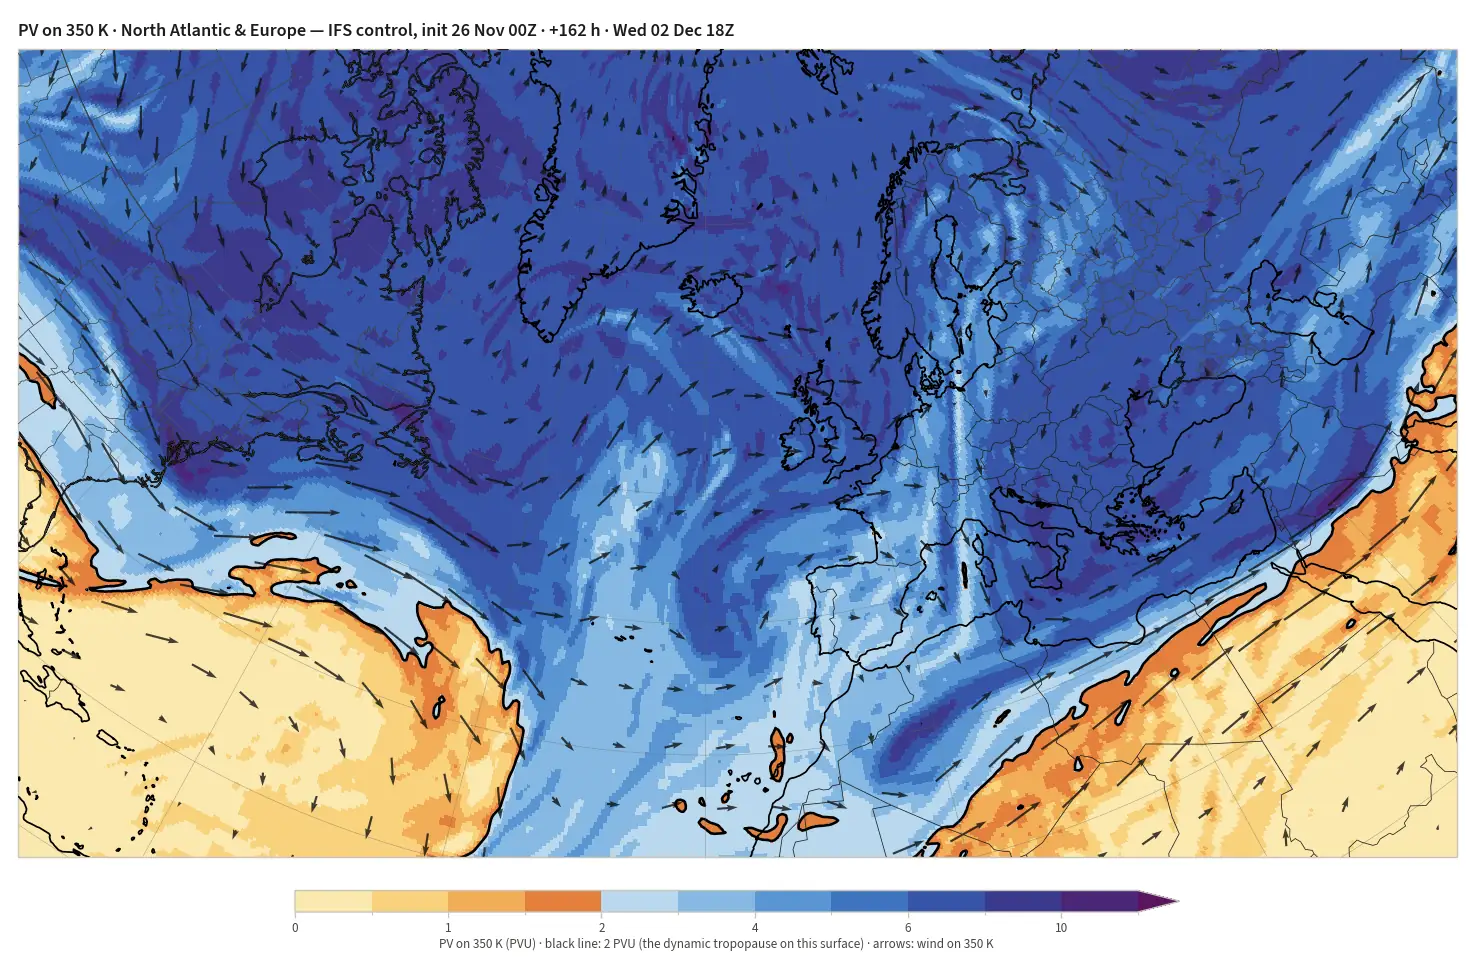 PV on 350 K · North Atlantic & Europe — IFS control, init 26 Nov 00Z · +162 h · Wed 02 Dec 18Z
0 1 2 4 6 10
PV on 350 K (PVU) · black line: 2 PVU (the dynamic tropopause on this surface) · arrows: wind on 350 K